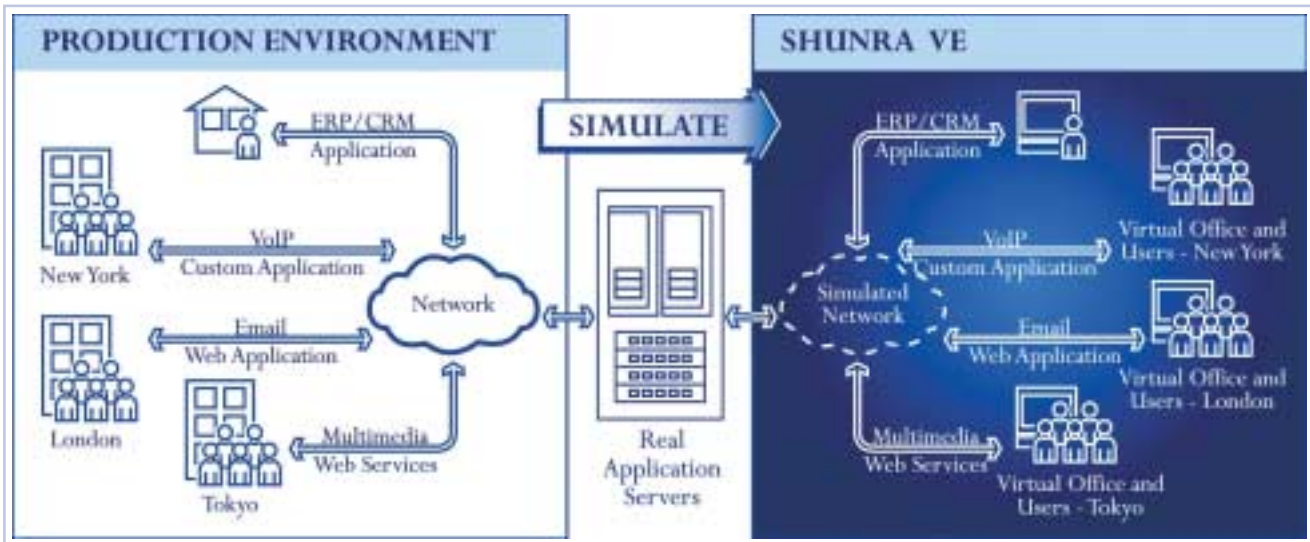 PRODUCTION ENVIRONMENT
ERP/CRM
Application
New York
VoIP
Custom Application
Network
London
Email
Web Application
Tokyo
Multimedia
Web Services
SIMULATE
Real
Application
Servers
SHUNRA VE
ERP/CRM
Application
VoIP
Custom Application
Virtual Office and
Users - New York
Simulated
Network
Email
Web Application
Virtual Office and
Users - London
Multimedia
Web Services
Virtual Office and
Users - Tokyo